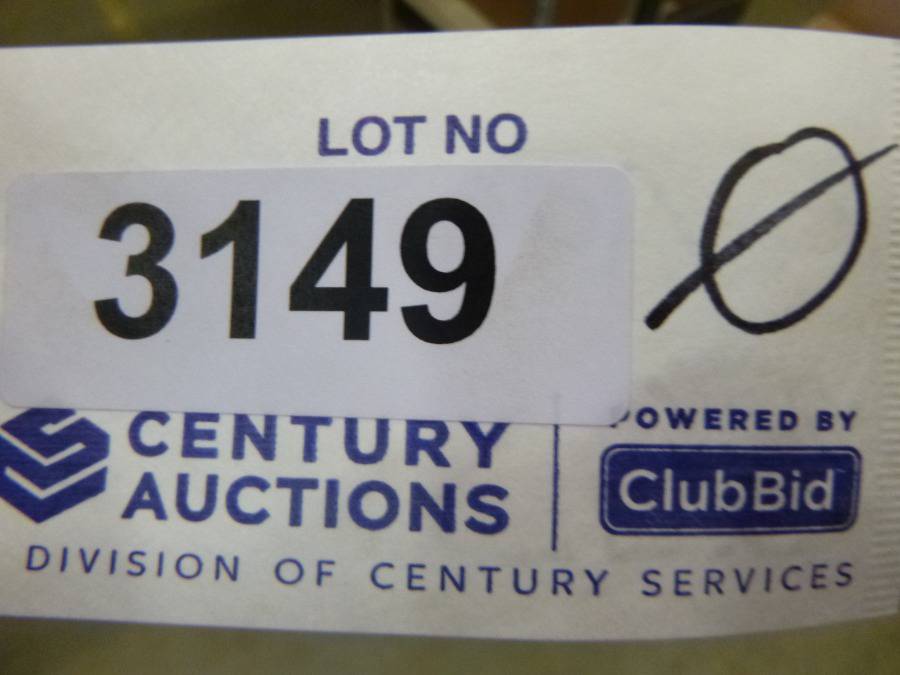 LOT NO
3149 Ø
CENTURY
AUCTIONS
DIVISION OF CENTURY SERVICES
POWERED BY
ClubBid